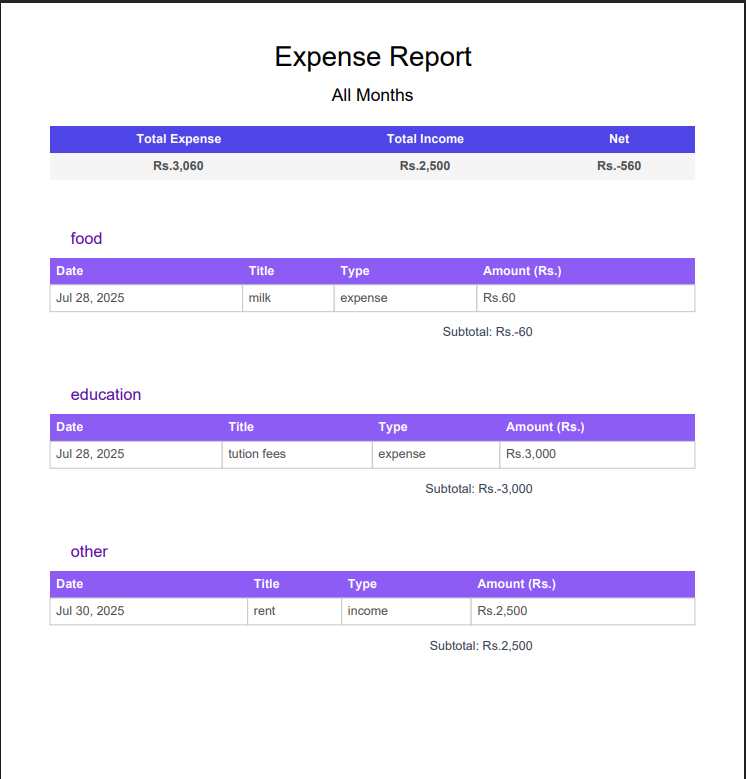 Expense Report
All Months
Total Expense Total Income Net
Rs.3,060 Rs.2,500 Rs.-560
food
Date Title Type Amount (Rs.)
Jul 28, 2025 milk expense Rs.60
Subtotal: Rs.-60
education
Date Title Type Amount (Rs.)
Jul 28, 2025 tution fees expense Rs.3,000
Subtotal: Rs.-3,000
other
Date Title Type Amount (Rs.)
Jul 30, 2025 rent income Rs.2,500
Subtotal: Rs.2,500